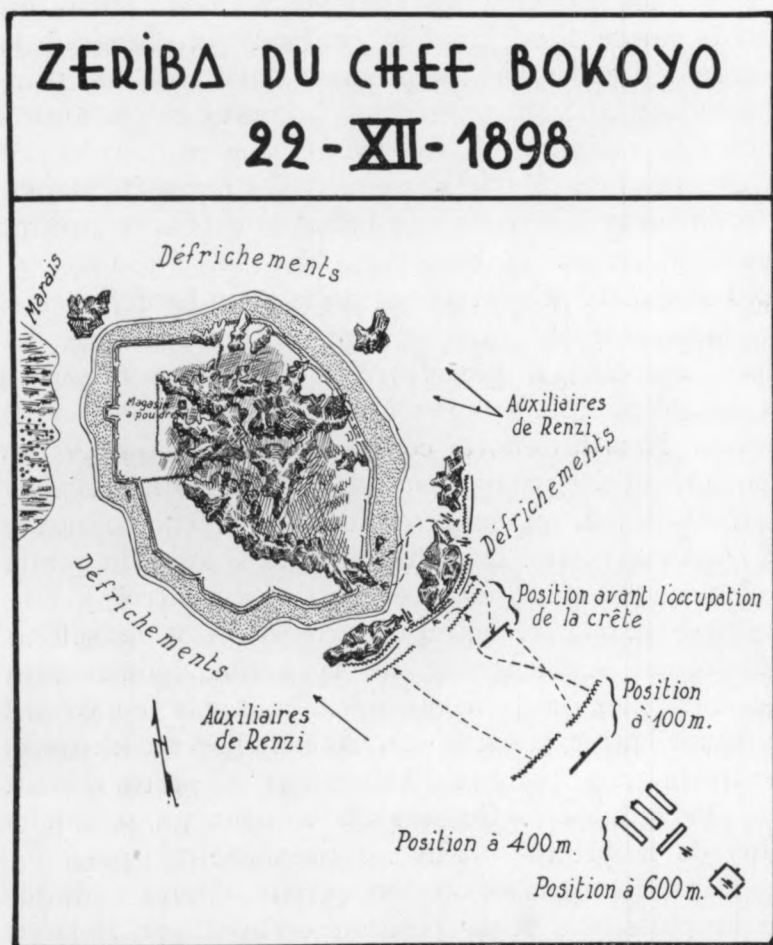 ZERIBA DU CHEF BOKOYO
22-XII-1898
Défrichements
Marais
Magasin
à poudre
Auxiliaires
de Renzi
Défrichements
P
Position avant l'occupation
de la crête
Défrichements
Auxiliaires
de Renzi
Position
à 100 m.
Position à 400 m.
Position à 600 m.